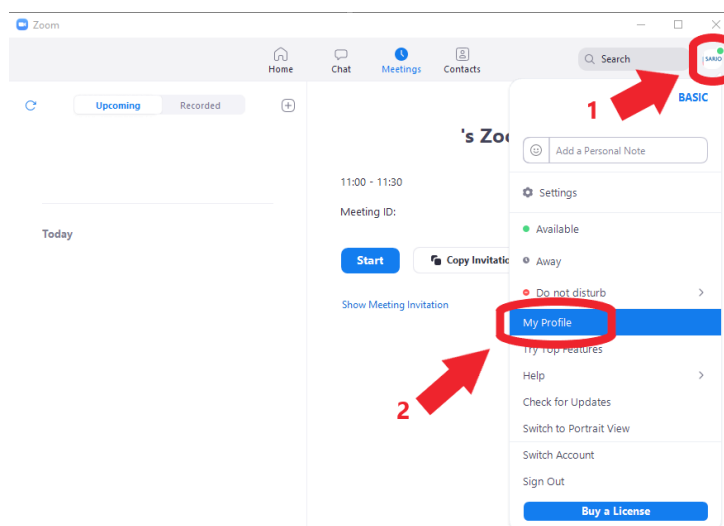 Zoom
Home
Chat
Meetings
Contacts
Search
SARIO
1
BASIC
Upcoming
Recorded
's Zoo
Add a Personal Note
11:00 - 11:30
Settings
Meeting ID:
Today
Available
Start
Copy Invitatio
Away
Do not disturb
Show Meeting Invitation
My Profile
Try Top Features
Help
2
Check for Updates
Switch to Portrait View
Switch Account
Sign Out
Buy a License